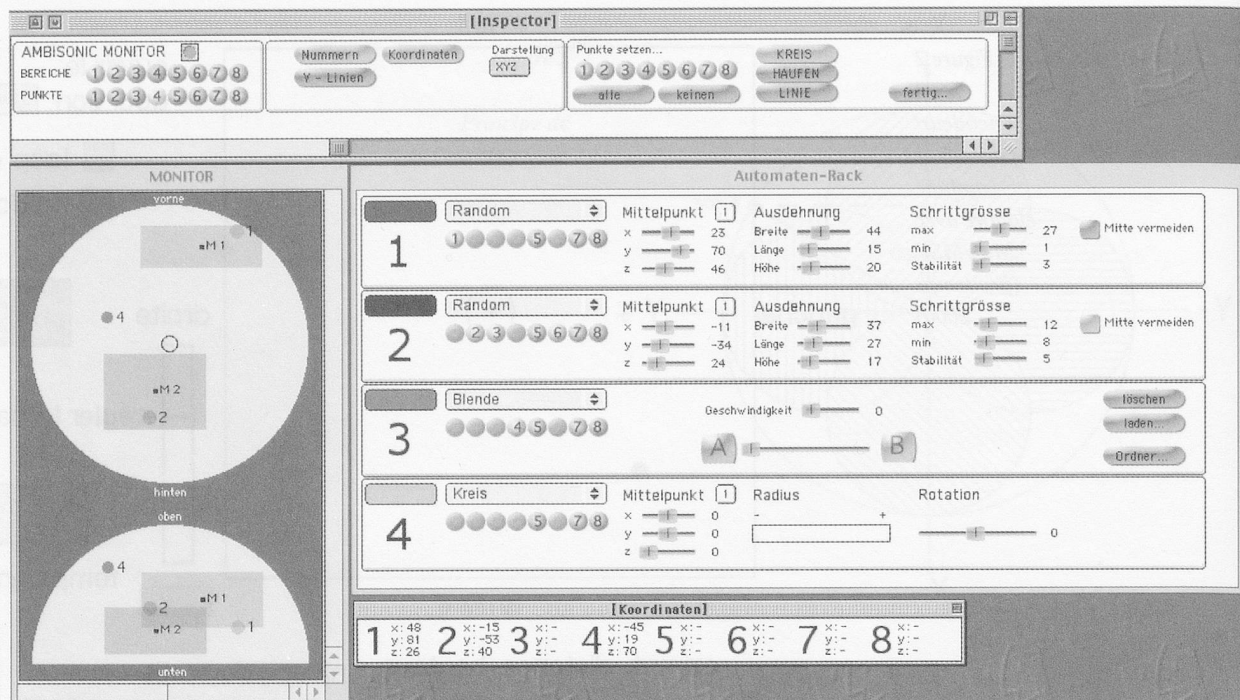 [Inspector]
AMBISONIC MONITOR
BEREICHE 1 2 3 4 5 6 7 8
PUNKTE 1 2 3 4 5 6 7 8
Nummern Koordinaten
Y - Linien
Darstellung
XYZ
Punkte setzen...
1 2 3 4 5 6 7 8
alle keinen
KREIS
HAUFEN
LINIE
fertig...
MONITOR
vorne
1
M 1
4
M 2
2
hinten
oben
4
M 1
2
M 2
1
unten
Automaten-Rack
1
Random
1 5 7 8
Mittelpunkt 1
x 23
y 70
z 46
Ausdehnung
Breite 44
Länge 15
Höhe 20
Schrittgrösse
max 27
min 1
Stabilität 3
Mitte vermeiden
2
Random
2 3 5 6 7 8
Mittelpunkt 1
x -11
y -34
z 24
Ausdehnung
Breite 37
Länge 27
Höhe 17
Schrittgrösse
max 12
min 8
Stabilität 5
Mitte vermeiden
3
Blende
4 5 7 8
Geschwindigkeit 0
A B
löschen
laden...
Ordner...
4
Kreis
5 7 8
Mittelpunkt 1
x 0
y 0
z 0
Radius
- +
Rotation
0
[Koordinaten]
1 x: 48 y: 81 z: 26
2 x: -15 y: -53 z: 40
3 x: - y: - z: -
4 x: -45 y: 19 z: 70
5 x: - y: - z: -
6 x: - y: - z: -
7 x: - y: - z: -
8 x: - y: - z: -